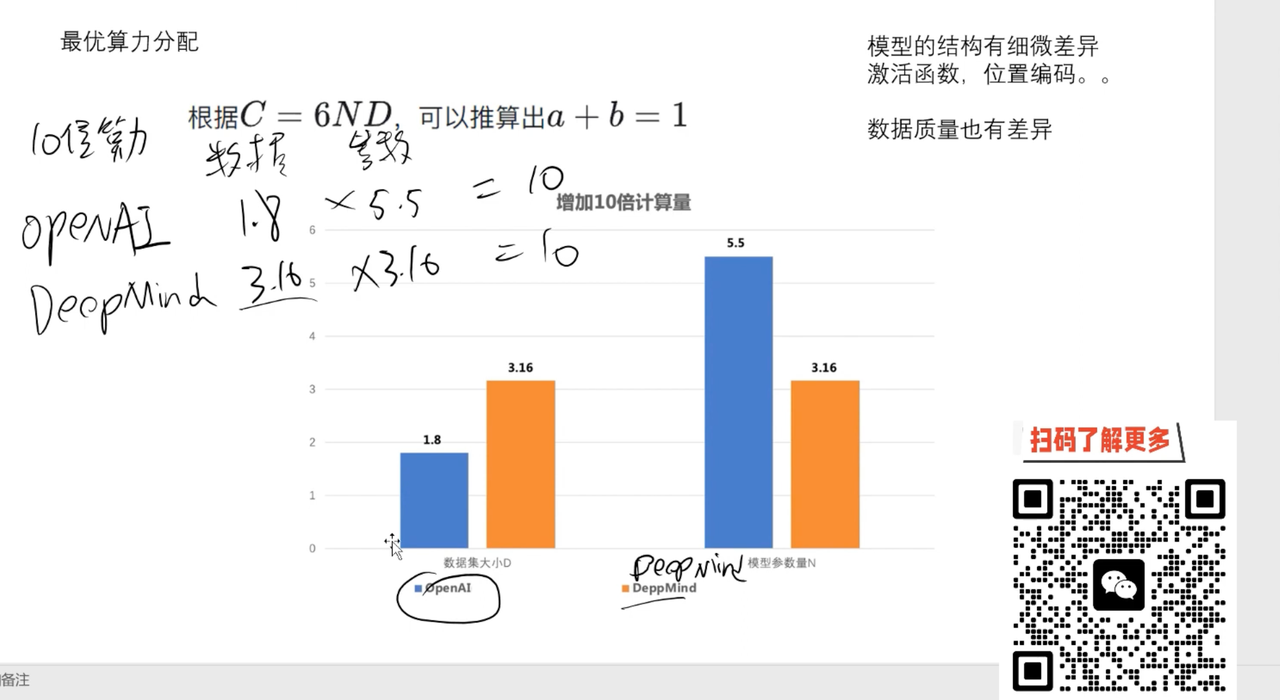 最优算力分配
模型的结构有细微差异
激活函数，位置编码。。
数据质量也有差异
根据C = 6ND，可以推算出a + b = 1
10倍算力
数据 参数
OPENAI 1.8 × 5.5 = 10
DeepMind 3.16 × 3.16 = 10
增加10倍计算量
6
5
4
3
2
1
0
1.8
3.16
5.5
3.16
数据集大小D
模型参数量N
DeepMind
OpenAI
DeppMind
扫码了解更多
备注